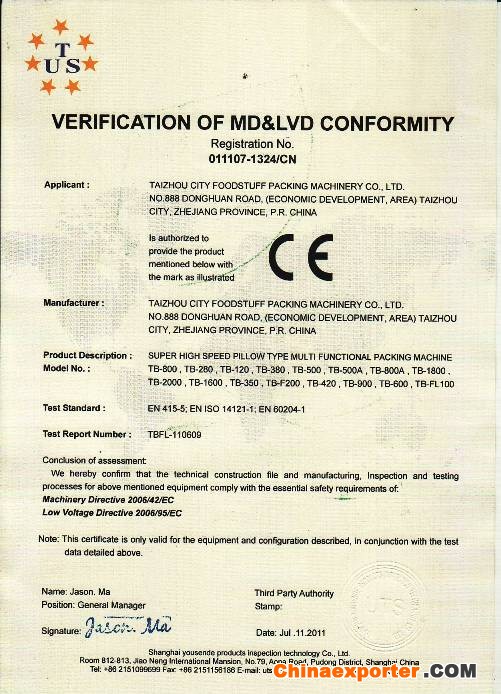 T
US
VERIFICATION OF MD&LVD CONFORMITY
Registration No.
011107-1324/CN
Applicant : TAIZHOU CITY FOODSTUFF PACKING MACHINERY CO., LTD.
NO.888 DONGHUAN ROAD, (ECONOMIC DEVELOPMENT, AREA) TAIZHOU
CITY, ZHEJIANG PROVINCE, P.R. CHINA
Is authorized to
provide the product
mentioned below with
the mark as illustrated
CE
Manufacturer : TAIZHOU CITY FOODSTUFF PACKING MACHINERY CO., LTD.
NO.888 DONGHUAN ROAD, (ECONOMIC DEVELOPMENT, AREA) TAIZHOU
CITY, ZHEJIANG PROVINCE, P.R. CHINA
Product Description : SUPER HIGH SPEED PILLOW TYPE MULTI FUNCTIONAL PACKING MACHINE
Model No. : TB-800 , TB-280 , TB-120 , TB-380 , TB-500 , TB-500A , TB-800A , TB-1800 ,
TB-2000 , TB-1600 , TB-350 , TB-F200 , TB-420 , TB-900 , TB-600 , TB-FL100
Test Standard : EN 415-5; EN ISO 14121-1; EN 60204-1
Test Report Number : TBFL-110609
Conclusion of assessment:
We hereby confirm that the technical construction file and manufacturing, Inspection and testing
processes for above mentioned equipment comply with the essential safety requirements of:
Machinery Directive 2006/42/EC
Low Voltage Directive 2006/95/EC
Note: This certificate is only valid for the equipment and configuration described, in conjunction with the test
data detailed above.
Name: Jason. Ma
Position: General Manager
Signature: Jason. Ma
Third Party Authority
Stamp:
Date: Jul .11.2011
UTS
Shanghai yousende products inspection technology Co., Ltd.
Room 812-813, Jiao Neng International Mansion, No.79, Road, Pudong District, Shanghai China
Tel: +86 2151099699 Fax: +86 2151156186 E-mail: uts
Chinaexporter.COM